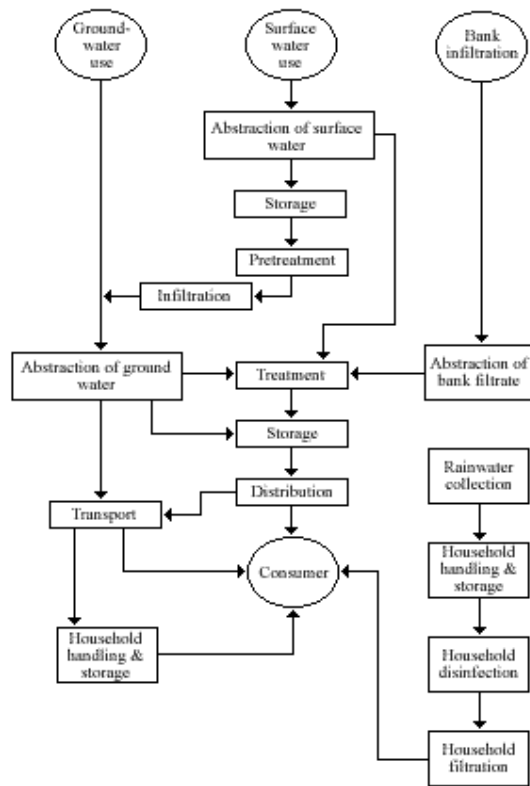 Ground-
water
use
Surface
water use
Bank
infiltration
Abstraction of surface
water
Storage
Pretreatment
Infiltration
Abstraction of ground
water
Treatment
Abstraction of
bank filtrate
Storage
Rainwater
collection
Distribution
Transport
Household
handling &
storage
Consumer
Household
handling &
storage
Household
disinfection
Household
filtration